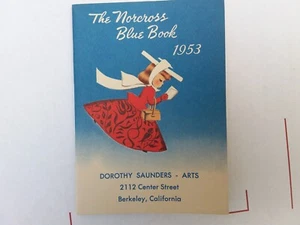 The Norcross
Blue Book
1953
DOROTHY SAUNDERS - ARTS
2112 Center Street
Berkeley, California